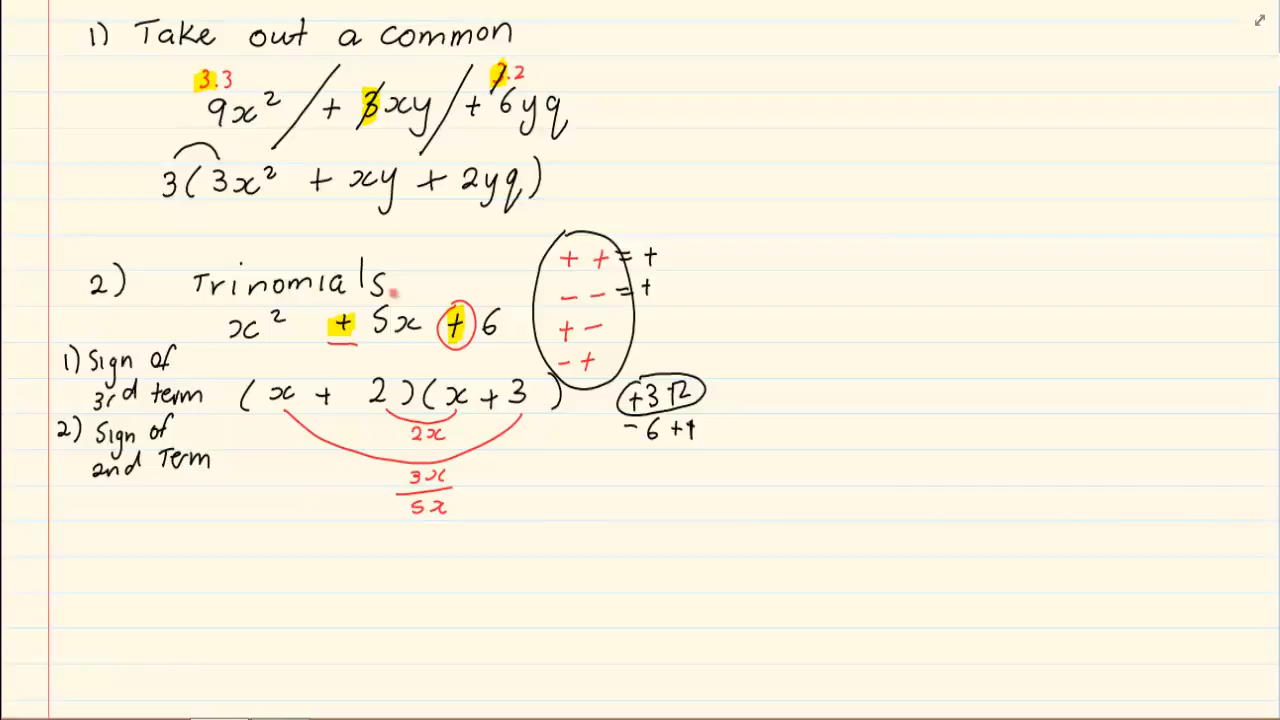 1) Take out a common
3.3 3.2
9x² + 3xy + 6yq
3(3x² + xy + 2yq)
2) Trinomials
+ + = +
- - = +
+ -
- +
x² + 5x + 6
1) Sign of
3rd term
(x + 2)(x + 3)
2x
3x
5x
2) Sign of
2nd Term
+3
- 6 +1